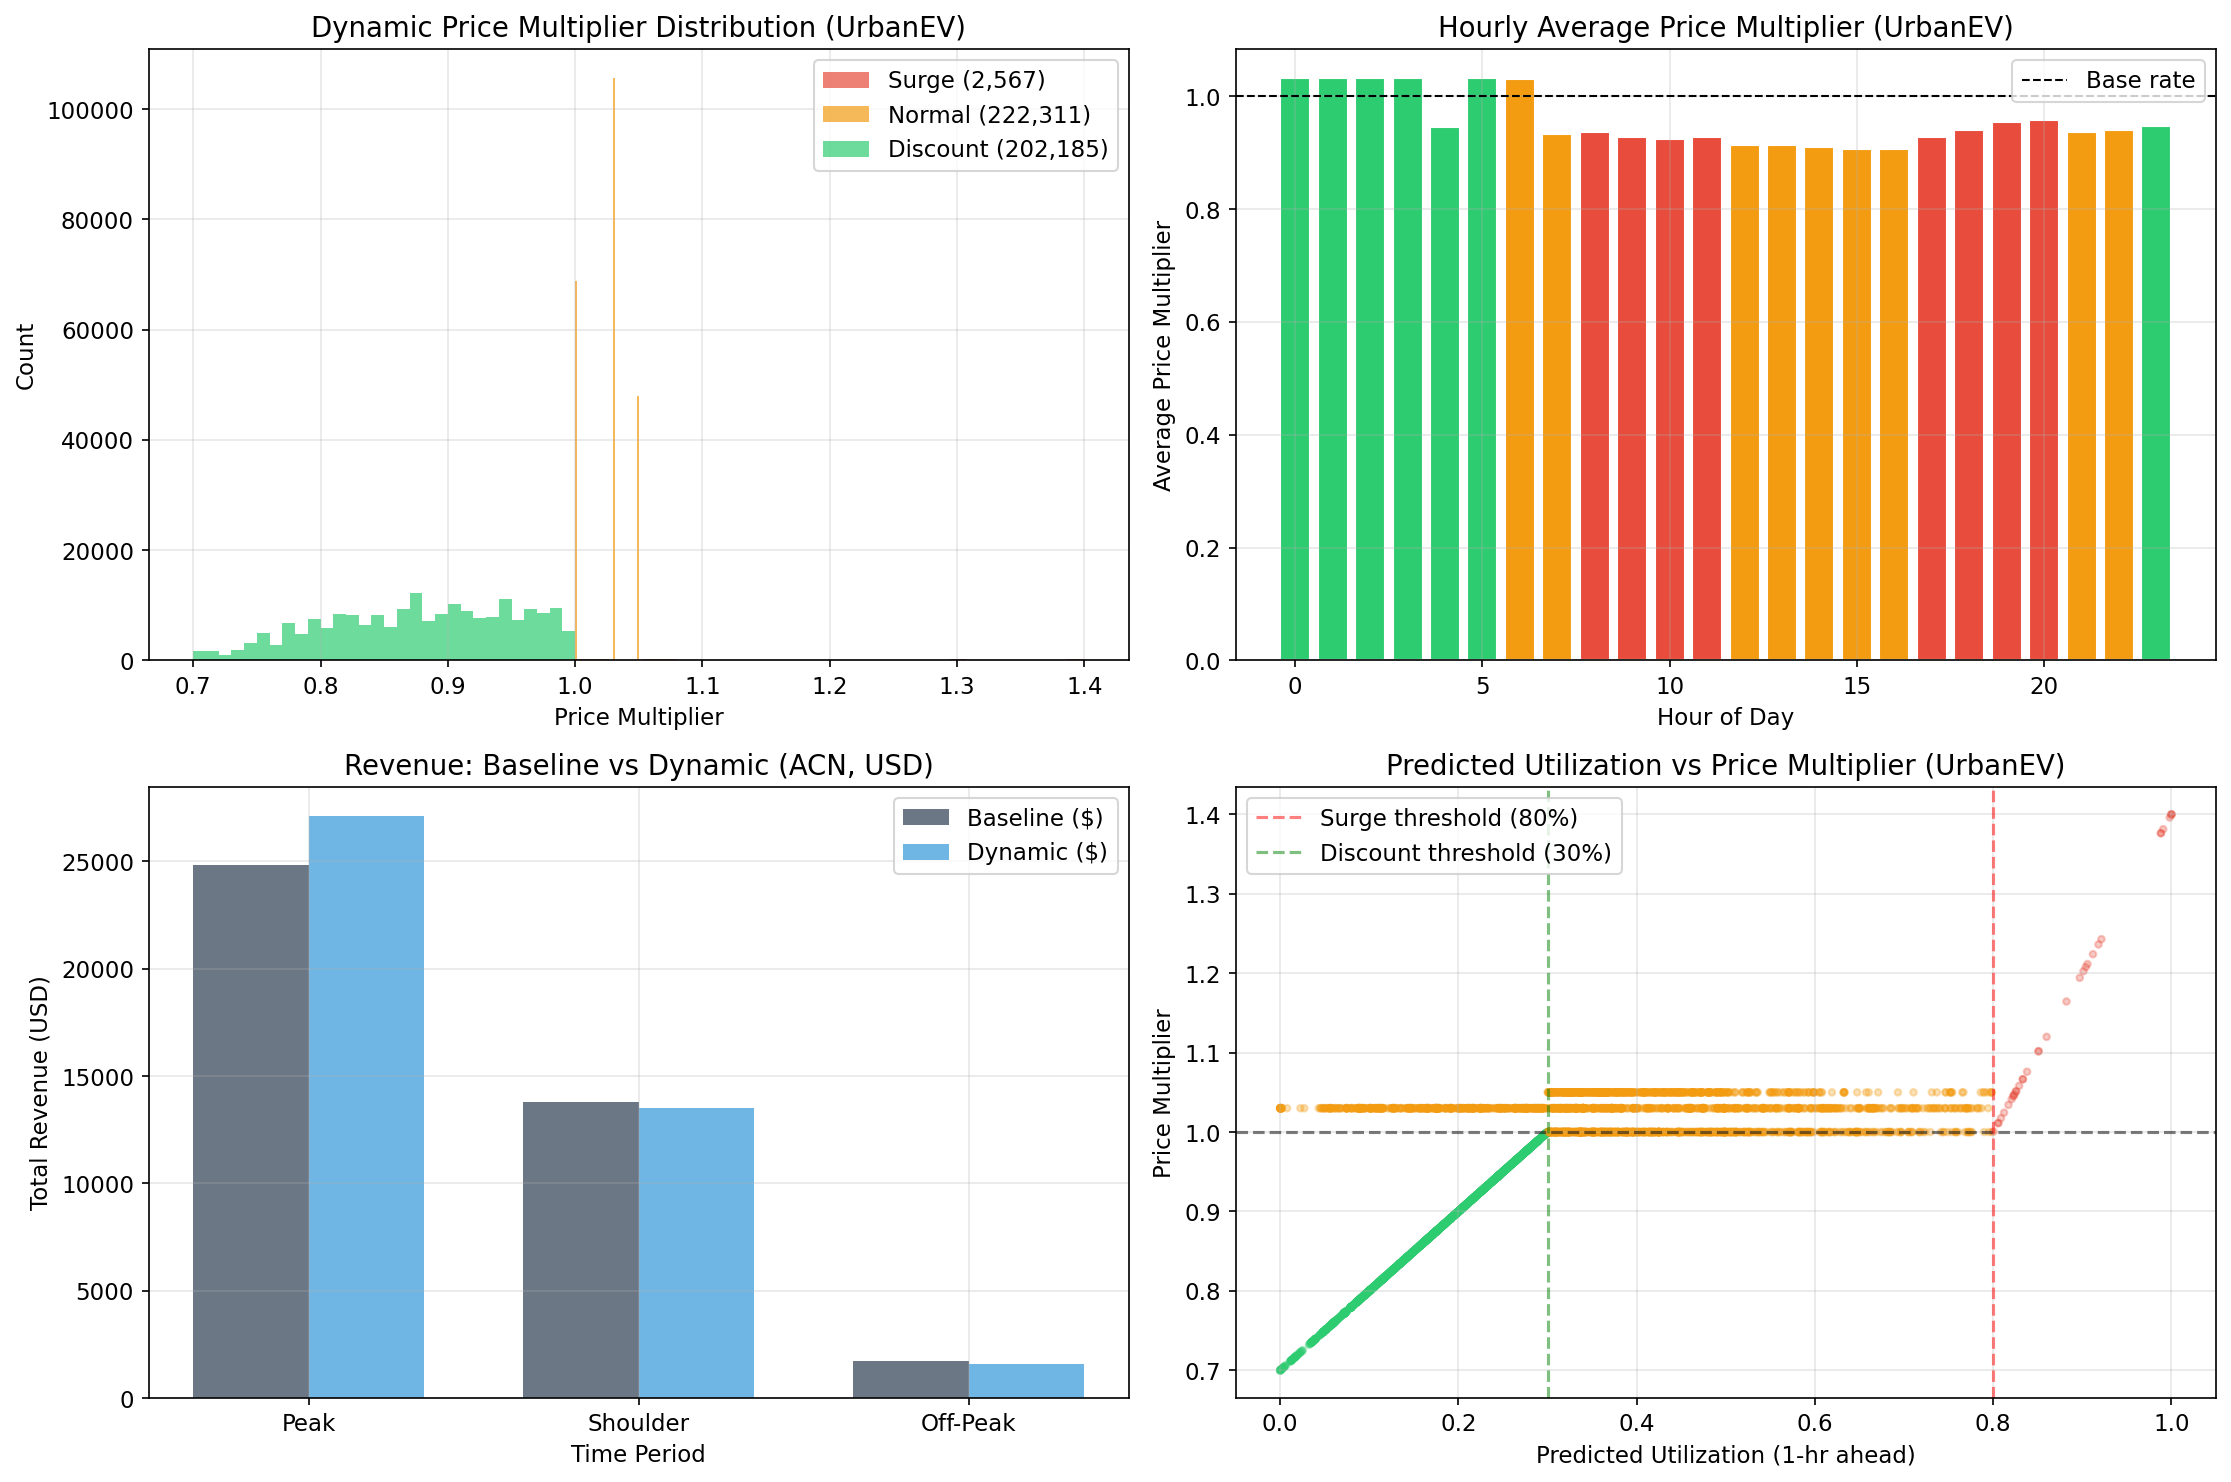 Dynamic Price Multiplier Distribution (UrbanEV)
Surge (2,567)
Normal (222,311)
Discount (202,185)
Count
100000
80000
60000
40000
20000
0
0.7 0.8 0.9 1.0 1.1 1.2 1.3 1.4
Price Multiplier
Hourly Average Price Multiplier (UrbanEV)
Base rate
Average Price Multiplier
1.0
0.8
0.6
0.4
0.2
0.0
0 5 10 15 20
Hour of Day
Revenue: Baseline vs Dynamic (ACN, USD)
Baseline ($)
Dynamic ($)
Total Revenue (USD)
25000
20000
15000
10000
5000
0
Peak Shoulder Off-Peak
Time Period
Predicted Utilization vs Price Multiplier (UrbanEV)
Surge threshold (80%)
Discount threshold (30%)
Price Multiplier
1.4
1.3
1.2
1.1
1.0
0.9
0.8
0.7
0.0 0.2 0.4 0.6 0.8 1.0
Predicted Utilization (1-hr ahead)